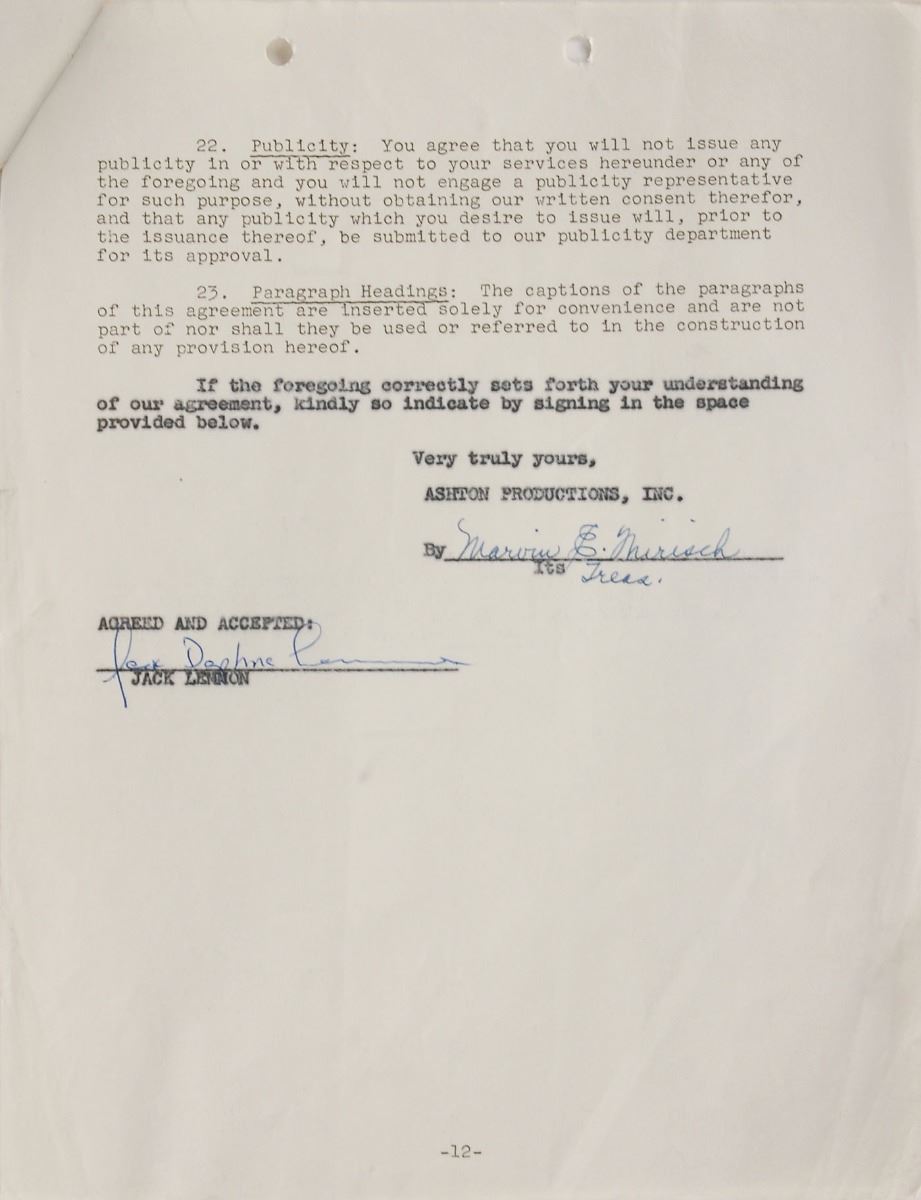 22. Publicity: You agree that you will not issue any
publicity in or with respect to your services hereunder or any of
the foregoing and you will not engage a publicity representative
for such purpose, without obtaining our written consent therefor,
and that any publicity which you desire to issue will, prior to
the issuance thereof, be submitted to our publicity department
for its approval.
23. Paragraph Headings: The captions of the paragraphs
of this agreement are inserted solely for convenience and are not
part of nor shall they be used or referred to in the construction
of any provision hereof.
If the foregoing correctly sets forth your understanding
of our agreement, kindly so indicate by signing in the space
provided below.
Very truly yours,
ASHTON PRODUCTIONS, INC.
By Marvin E. Mirisch
Its Treas.
AGREED AND ACCEPTED:
Jack Daphne Lemmon
JACK LEMMON
-12-